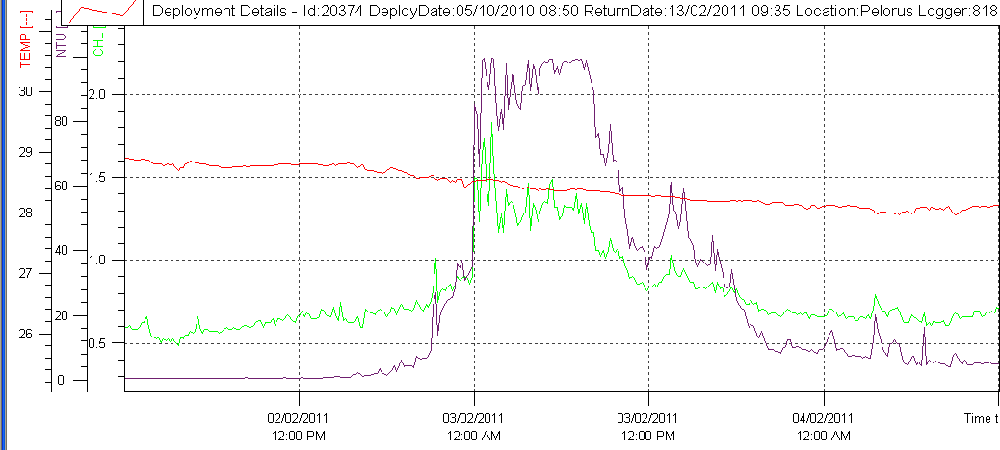 Deployment Details - Id:20374 DeployDate:05/10/2010 08:50 ReturnDate:13/02/2011 09:35 Location:Pelorus Logger:818
TEMP [---]
NTU [
CHL [
30
29
28
27
26
80
60
40
20
0
2.0
1.5
1.0
0.5
02/02/2011
12:00 PM
03/02/2011
12:00 AM
03/02/2011
12:00 PM
04/02/2011
12:00 AM
Time t